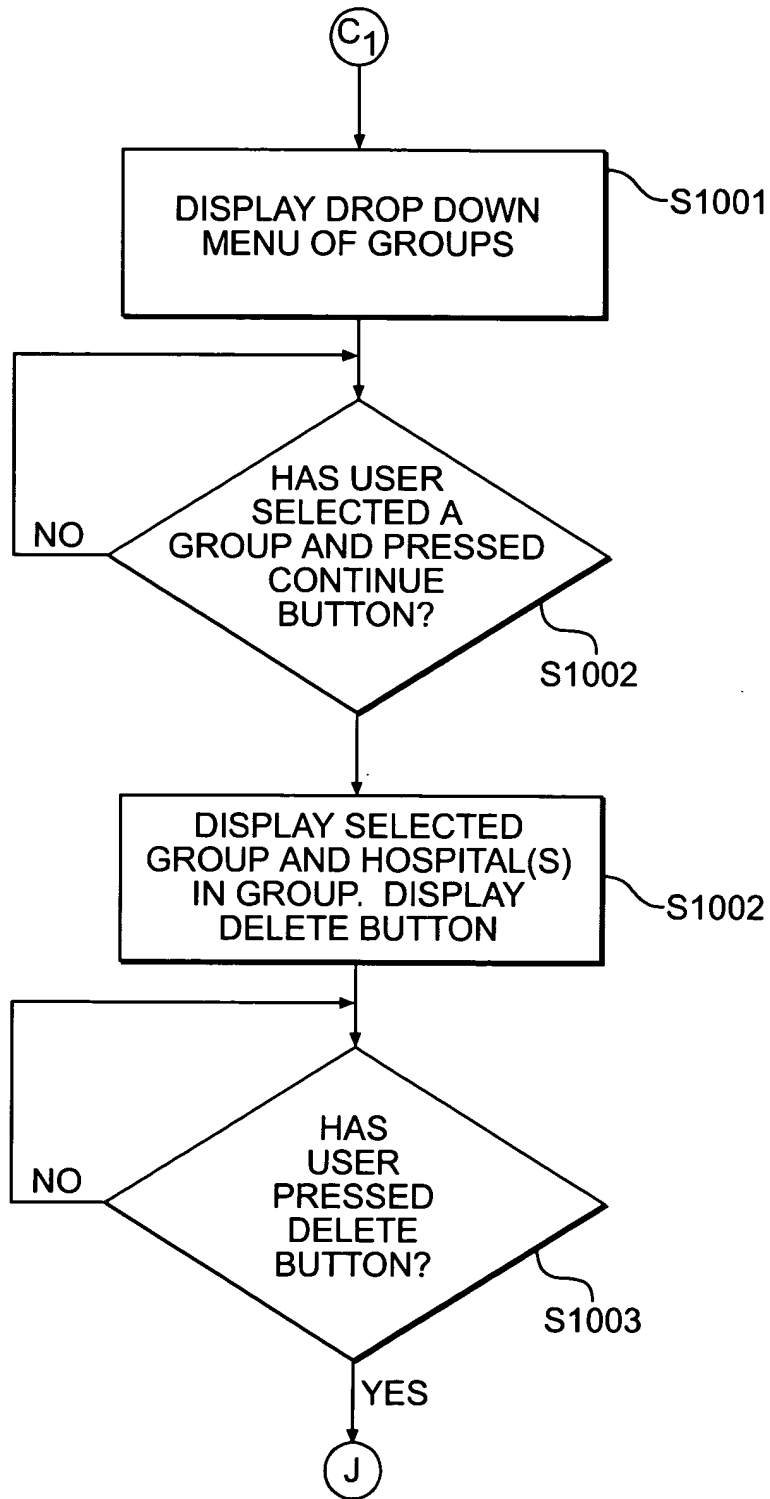 C1
DISPLAY DROP DOWN
MENU OF GROUPS
S1001
HAS USER
SELECTED A
GROUP AND PRESSED
CONTINUE
BUTTON?
NO
S1002
DISPLAY SELECTED
GROUP AND HOSPITAL(S)
IN GROUP. DISPLAY
DELETE BUTTON
S1002
HAS
USER
PRESSED
DELETE
BUTTON?
NO
S1003
YES
J